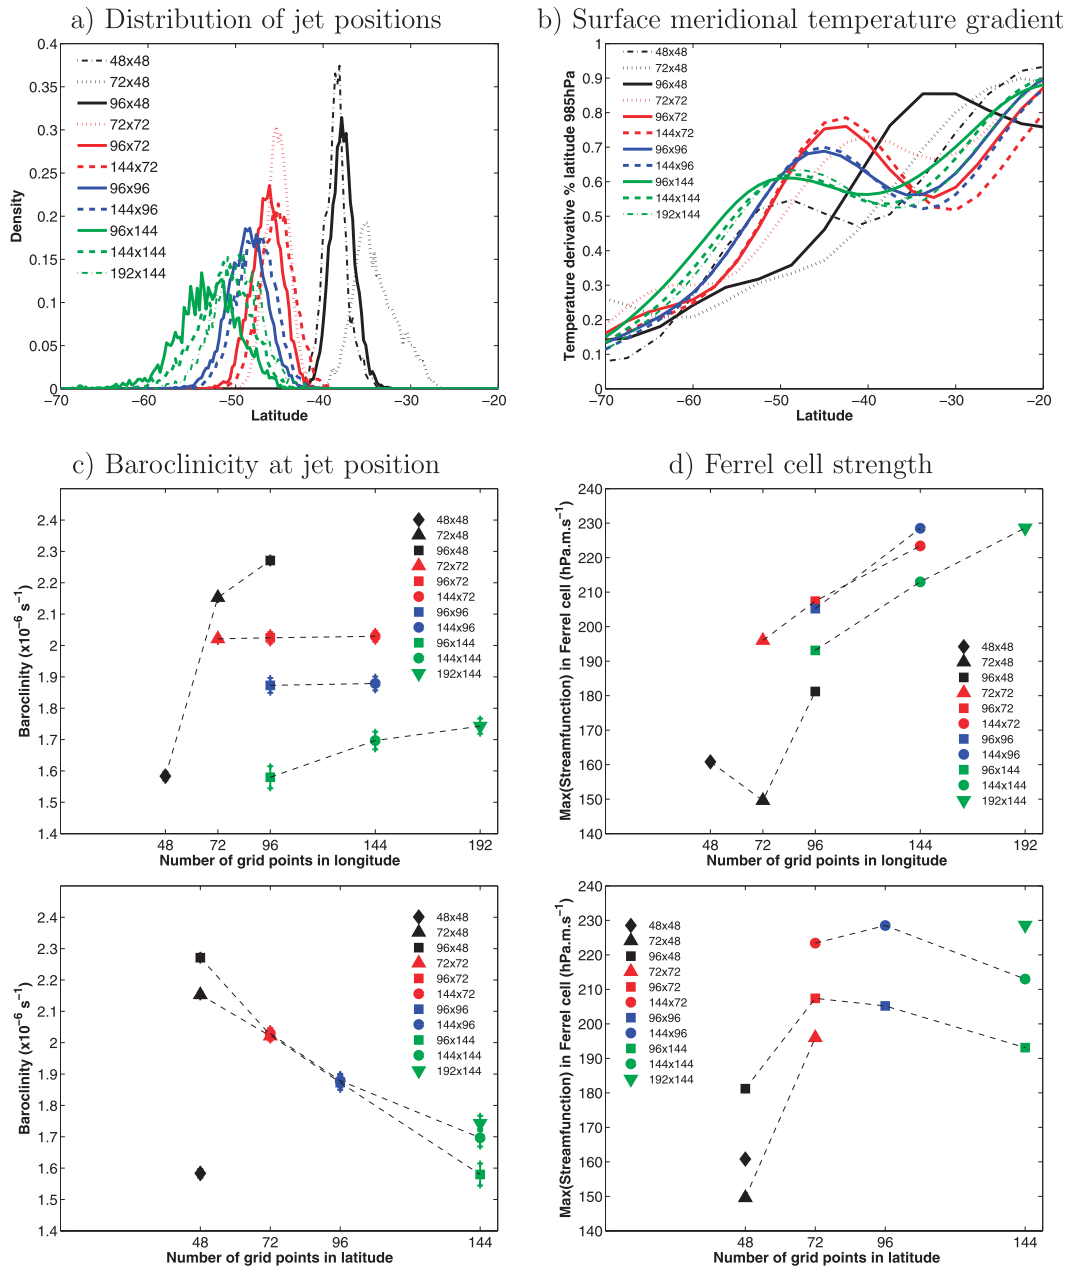 a) Distribution of jet positions
0.4
0.35
0.3
0.25
0.2
0.15
0.1
0.05
0
Density
48x48
72x48
96x48
72x72
96x72
144x72
96x96
144x96
96x144
144x144
192x144
−70 −60 −50 −40 −30 −20
Latitude
b) Surface meridional temperature gradient
1
0.9
0.8
0.7
0.6
0.5
0.4
0.3
0.2
0.1
0
Temperature derivative % latitude 985hPa
48x48
72x48
96x48
72x72
96x72
144x72
96x96
144x96
96x144
144x144
192x144
−70 −60 −50 −40 −30 −20
Latitude
c) Baroclinicity at jet position
2.4
2.3
2.2
2.1
2
1.9
1.8
1.7
1.6
1.5
1.4
Baroclinity (x10⁻⁶ s⁻¹)
48x48
72x48
96x48
72x72
96x72
144x72
96x96
144x96
96x144
144x144
192x144
48 72 96 144 192
Number of grid points in longitude
d) Ferrel cell strength
240
230
220
210
200
190
180
170
160
150
140
Max(Streamfunction) in Ferrel cell (hPa.m.s⁻¹)
48x48
72x48
96x48
72x72
96x72
144x72
96x96
144x96
96x144
144x144
192x144
48 72 96 144 192
Number of grid points in longitude
2.4
2.3
2.2
2.1
2
1.9
1.8
1.7
1.6
1.5
1.4
Baroclinity (x10⁻⁶ s⁻¹)
48x48
72x48
96x48
72x72
96x72
144x72
96x96
144x96
96x144
144x144
192x144
48 72 96 144
Number of grid points in latitude
240
230
220
210
200
190
180
170
160
150
140
Max(Streamfunction) in Ferrel cell (hPa.m.s⁻¹)
48x48
72x48
96x48
72x72
96x72
144x72
96x96
144x96
96x144
144x144
192x144
48 72 96 144
Number of grid points in latitude